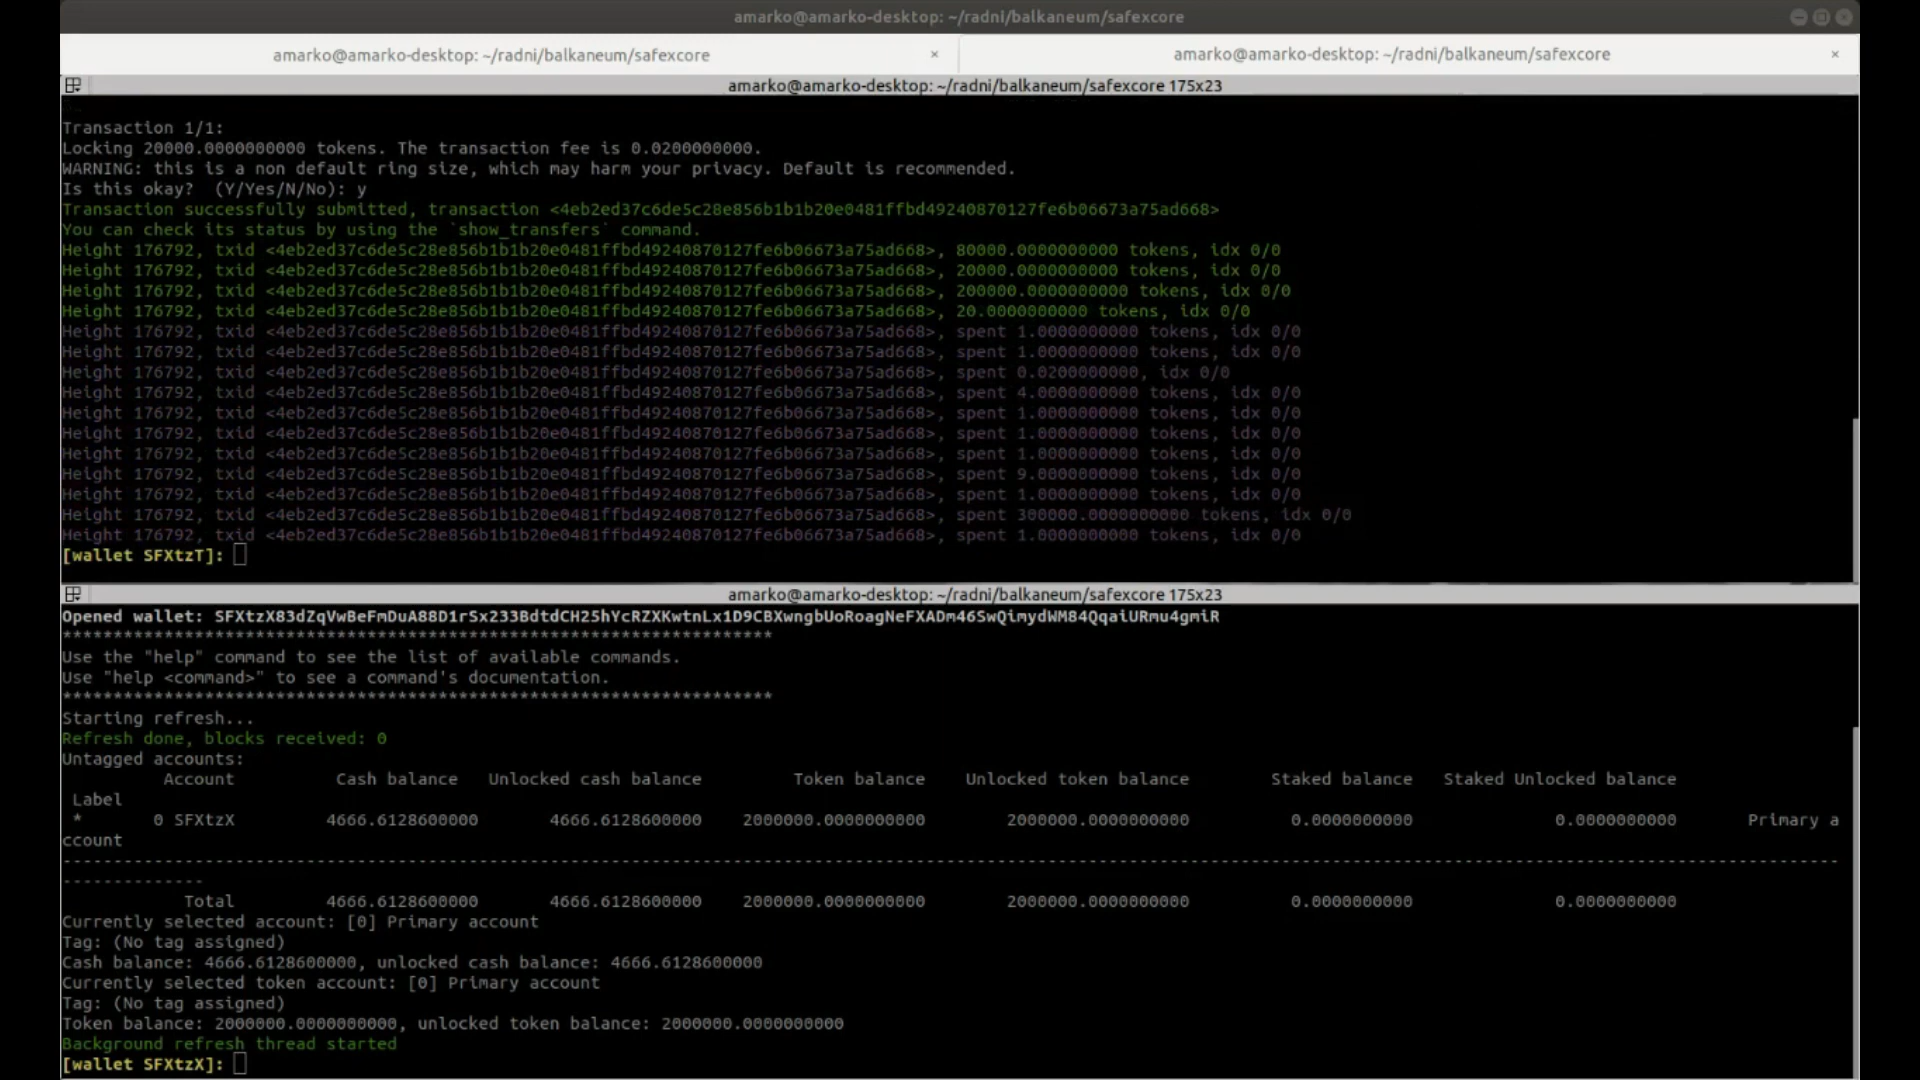 amarko@amarko-desktop: ~/radni/balkaneum/safexcore
amarko@amarko-desktop: ~/radni/balkaneum/safexcore × amarko@amarko-desktop: ~/radni/balkaneum/safexcore ×
amarko@amarko-desktop: ~/radni/balkaneum/safexcore 175x23
Transaction 1/1:
Locking 20000.0000000000 tokens. The transaction fee is 0.0200000000.
WARNING: this is a non default ring size, which may harm your privacy. Default is recommended.
Is this okay?  (Y/Yes/N/No): y
Transaction successfully submitted, transaction <4eb2ed37c6de5c28e856b1b1b20e0481ffbd49240870127fe6b06673a75ad668>
You can check its status by using the `show_transfers` command.
Height 176792, txid <4eb2ed37c6de5c28e856b1b1b20e0481ffbd49240870127fe6b06673a75ad668>, 80000.0000000000 tokens, idx 0/0
Height 176792, txid <4eb2ed37c6de5c28e856b1b1b20e0481ffbd49240870127fe6b06673a75ad668>, 20000.0000000000 tokens, idx 0/0
Height 176792, txid <4eb2ed37c6de5c28e856b1b1b20e0481ffbd49240870127fe6b06673a75ad668>, 200000.0000000000 tokens, idx 0/0
Height 176792, txid <4eb2ed37c6de5c28e856b1b1b20e0481ffbd49240870127fe6b06673a75ad668>, 20.0000000000 tokens, idx 0/0
Height 176792, txid <4eb2ed37c6de5c28e856b1b1b20e0481ffbd49240870127fe6b06673a75ad668>, spent 1.0000000000 tokens, idx 0/0
Height 176792, txid <4eb2ed37c6de5c28e856b1b1b20e0481ffbd49240870127fe6b06673a75ad668>, spent 1.0000000000 tokens, idx 0/0
Height 176792, txid <4eb2ed37c6de5c28e856b1b1b20e0481ffbd49240870127fe6b06673a75ad668>, spent 0.0200000000, idx 0/0
Height 176792, txid <4eb2ed37c6de5c28e856b1b1b20e0481ffbd49240870127fe6b06673a75ad668>, spent 4.0000000000 tokens, idx 0/0
Height 176792, txid <4eb2ed37c6de5c28e856b1b1b20e0481ffbd49240870127fe6b06673a75ad668>, spent 1.0000000000 tokens, idx 0/0
Height 176792, txid <4eb2ed37c6de5c28e856b1b1b20e0481ffbd49240870127fe6b06673a75ad668>, spent 1.0000000000 tokens, idx 0/0
Height 176792, txid <4eb2ed37c6de5c28e856b1b1b20e0481ffbd49240870127fe6b06673a75ad668>, spent 1.0000000000 tokens, idx 0/0
Height 176792, txid <4eb2ed37c6de5c28e856b1b1b20e0481ffbd49240870127fe6b06673a75ad668>, spent 9.0000000000 tokens, idx 0/0
Height 176792, txid <4eb2ed37c6de5c28e856b1b1b20e0481ffbd49240870127fe6b06673a75ad668>, spent 1.0000000000 tokens, idx 0/0
Height 176792, txid <4eb2ed37c6de5c28e856b1b1b20e0481ffbd49240870127fe6b06673a75ad668>, spent 300000.0000000000 tokens, idx 0/0
Height 176792, txid <4eb2ed37c6de5c28e856b1b1b20e0481ffbd49240870127fe6b06673a75ad668>, spent 1.0000000000 tokens, idx 0/0
[wallet SFXtzT]:
amarko@amarko-desktop: ~/radni/balkaneum/safexcore 175x23
Opened wallet: SFXtzX83dZqVwBeFmDuA88D1rSx233BdtdCH25hYcRZXKwtnLx1D9CBXwngbUoRoagNeFXADm46SwQimydWM84QqaiURmu4gmiR
**********************************************************************
Use the "help" command to see the list of available commands.
Use "help <command>" to see a command's documentation.
**********************************************************************
Starting refresh...
Refresh done, blocks received: 0
Untagged accounts:
Account Cash balance Unlocked cash balance Token balance Unlocked token balance Staked balance Staked Unlocked balance
Label
* 0 SFXtzX 4666.6128600000 4666.6128600000 2000000.0000000000 2000000.0000000000 0.0000000000 0.0000000000 Primary a
ccount
------------------------------------------------------------------------------------------------------------------------------------------------------------------------------
--------------
Total 4666.6128600000 4666.6128600000 2000000.0000000000 2000000.0000000000 0.0000000000 0.0000000000
Currently selected account: [0] Primary account
Tag: (No tag assigned)
Cash balance: 4666.6128600000, unlocked cash balance: 4666.6128600000
Currently selected token account: [0] Primary account
Tag: (No tag assigned)
Token balance: 2000000.0000000000, unlocked token balance: 2000000.0000000000
Background refresh thread started
[wallet SFXtzX]: